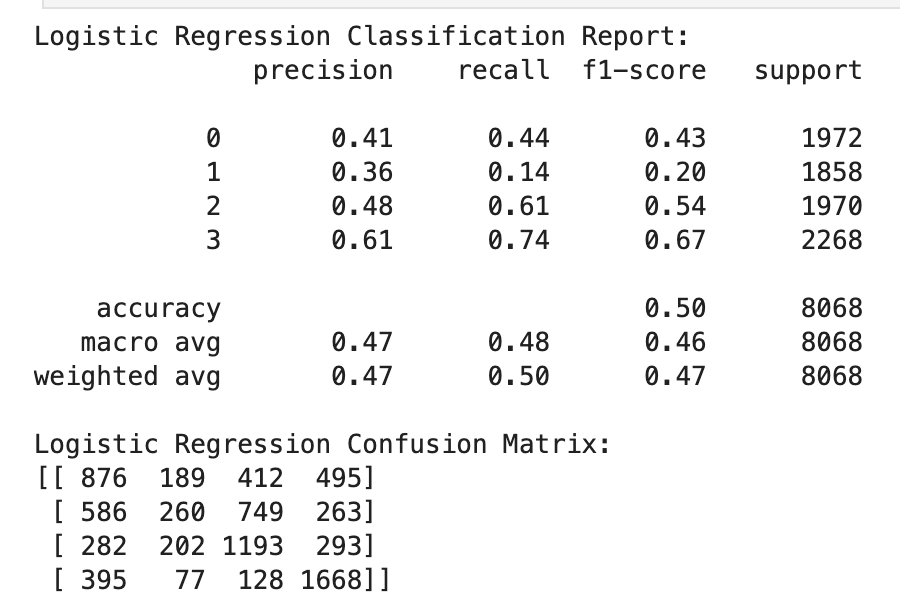 Logistic Regression Classification Report:
precision recall f1-score support
0 0.41 0.44 0.43 1972
1 0.36 0.14 0.20 1858
2 0.48 0.61 0.54 1970
3 0.61 0.74 0.67 2268
accuracy 0.50 8068
macro avg 0.47 0.48 0.46 8068
weighted avg 0.47 0.50 0.47 8068
Logistic Regression Confusion Matrix:
[[ 876 189 412 495]
[ 586 260 749 263]
[ 282 202 1193 293]
[ 395 77 128 1668]]